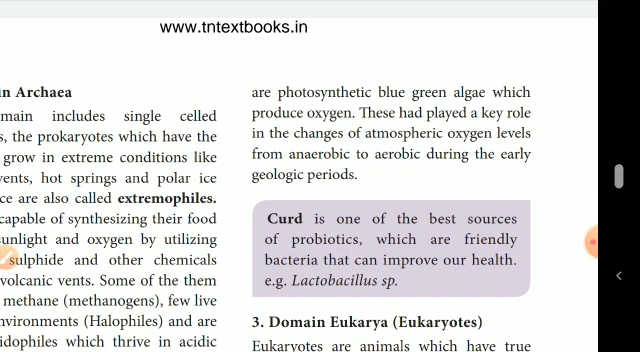 www.tntextbooks.in
in Archaea
main includes single celled
s, the prokaryotes which have the
grow in extreme conditions like
vents, hot springs and polar ice
ce are also called extremophiles.
capable of synthesizing their food
sunlight and oxygen by utilizing
sulphide and other chemicals
volcanic vents. Some of the them
methane (methanogens), few live
nvironments (Halophiles) and are
idophiles which thrive in acidic
are photosynthetic blue green algae which
produce oxygen. These had played a key role
in the changes of atmospheric oxygen levels
from anaerobic to aerobic during the early
geologic periods.
Curd is one of the best sources
of probiotics, which are friendly
bacteria that can improve our health.
e.g. Lactobacillus sp.
3. Domain Eukarya (Eukaryotes)
Eukaryotes are animals which have true